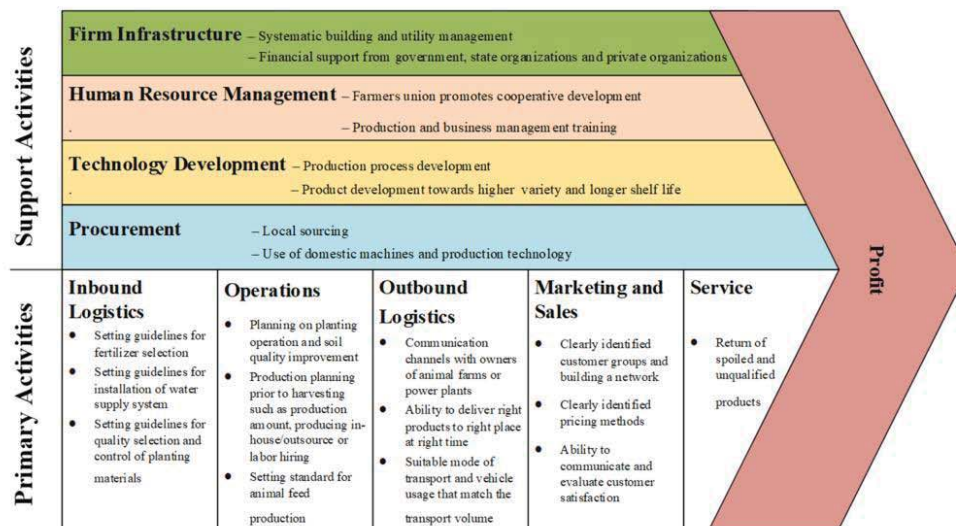 Support Activities
Firm Infrastructure – Systematic building and utility management
– Financial support from government, state organizations and private organizations
Human Resource Management – Farmers union promotes cooperative development
. – Production and business management training
Technology Development – Production process development
. – Product development towards higher variety and longer shelf life
Procurement – Local sourcing
– Use of domestic machines and production technology
Profit
Primary Activities
Inbound
Logistics
● Setting guidelines for
fertilizer selection
● Setting guidelines for
installation of water
supply system
● Setting guidelines for
quality selection and
control of planting
materials
Operations
● Planning on planting
operation and soil
quality improvement
● Production planning
prior to harvesting
such as production
amount, producing in-
house/outsource or
labor hiring
● Setting standard for
animal feed
production
Outbound
Logistics
● Communication
channels with owners
of animal farms or
power plants
● Ability to deliver right
products to right place
at right time
● Suitable mode of
transport and vehicle
usage that match the
transport volume
Marketing and
Sales
● Clearly identified
customer groups and
building a network
● Clearly identified
pricing methods
● Ability to
communicate and
evaluate customer
satisfaction
Service
● Return of
spoiled and
unqualified
products